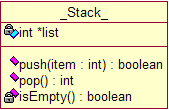 _Stack_
int *list
push(item : int) : boolean
pop() : int
isEmpty() : boolean